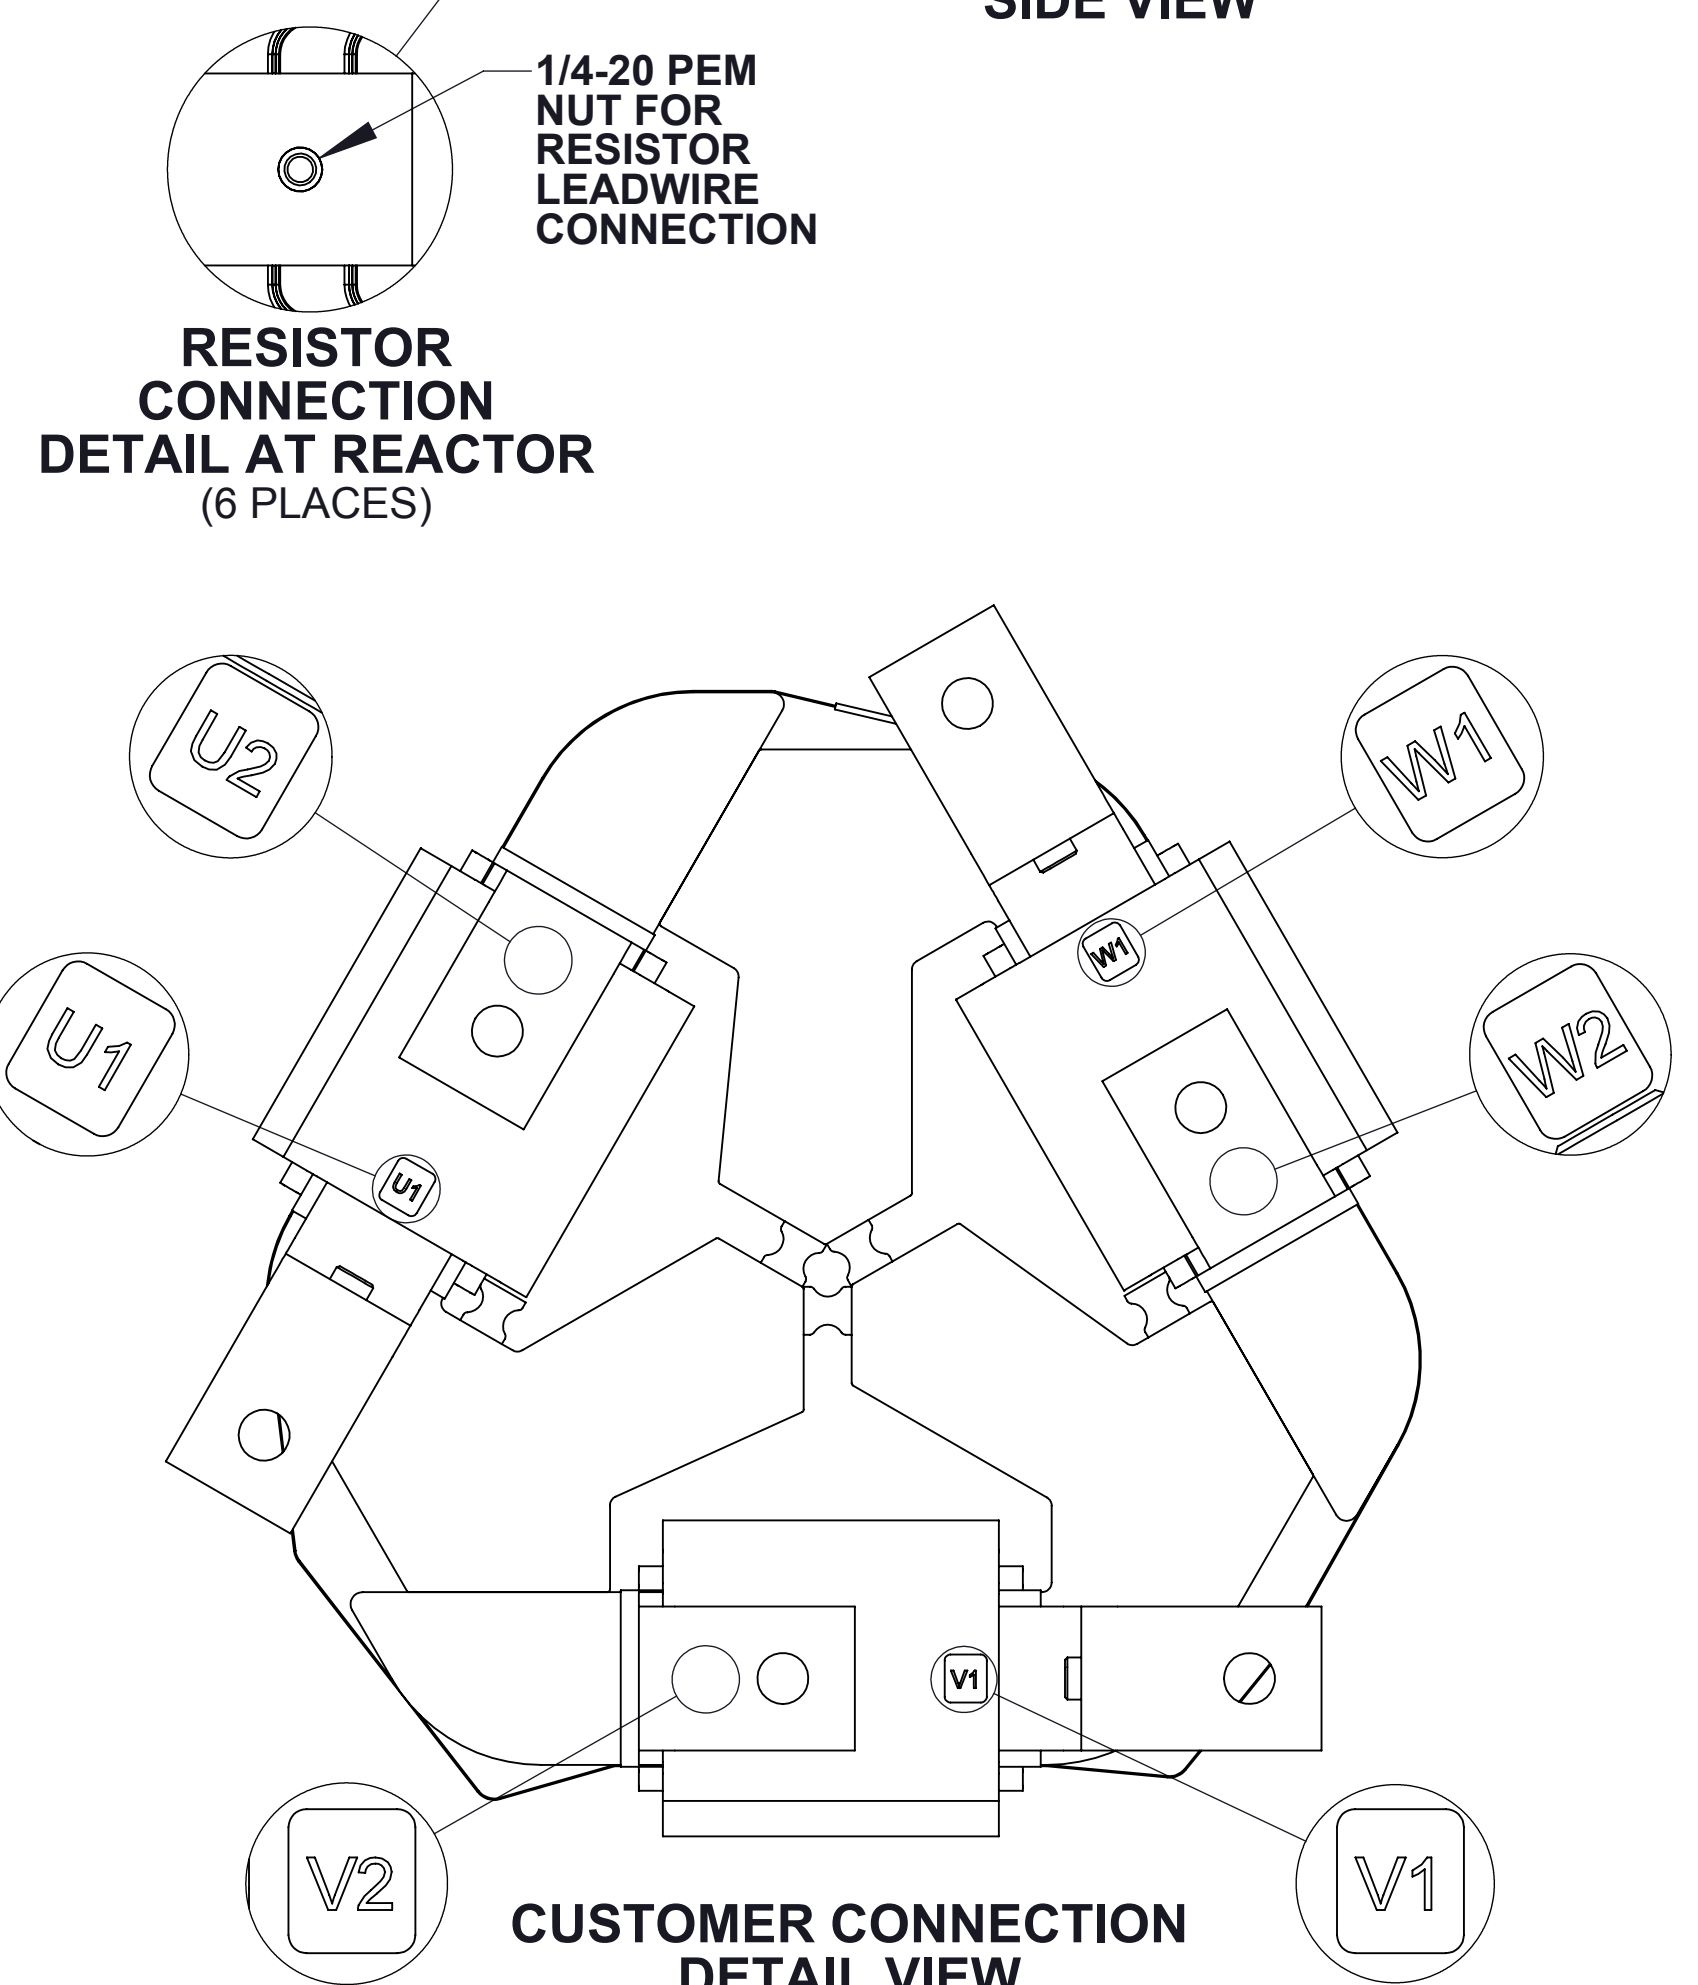 SIDE VIEW
1/4-20 PEM
NUT FOR
RESISTOR
LEADWIRE
CONNECTION
RESISTOR
CONNECTION
DETAIL AT REACTOR
(6 PLACES)
U2
W1
W1
U1
W2
U1
V1
V2
V1
CUSTOMER CONNECTION
DETAIL VIEW